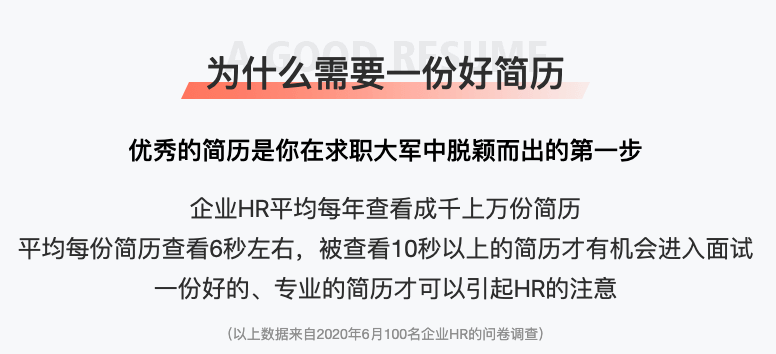 A GOOD RESUME
为什么需要一份好简历
优秀的简历是你在求职大军中脱颖而出的第一步
企业HR平均每年查看成千上万份简历
平均每份简历查看6秒左右，被查看10秒以上的简历才有机会进入面试
一份好的、专业的简历才可以引起HR的注意
（以上数据来自2020年6月100名企业HR的问卷调查）